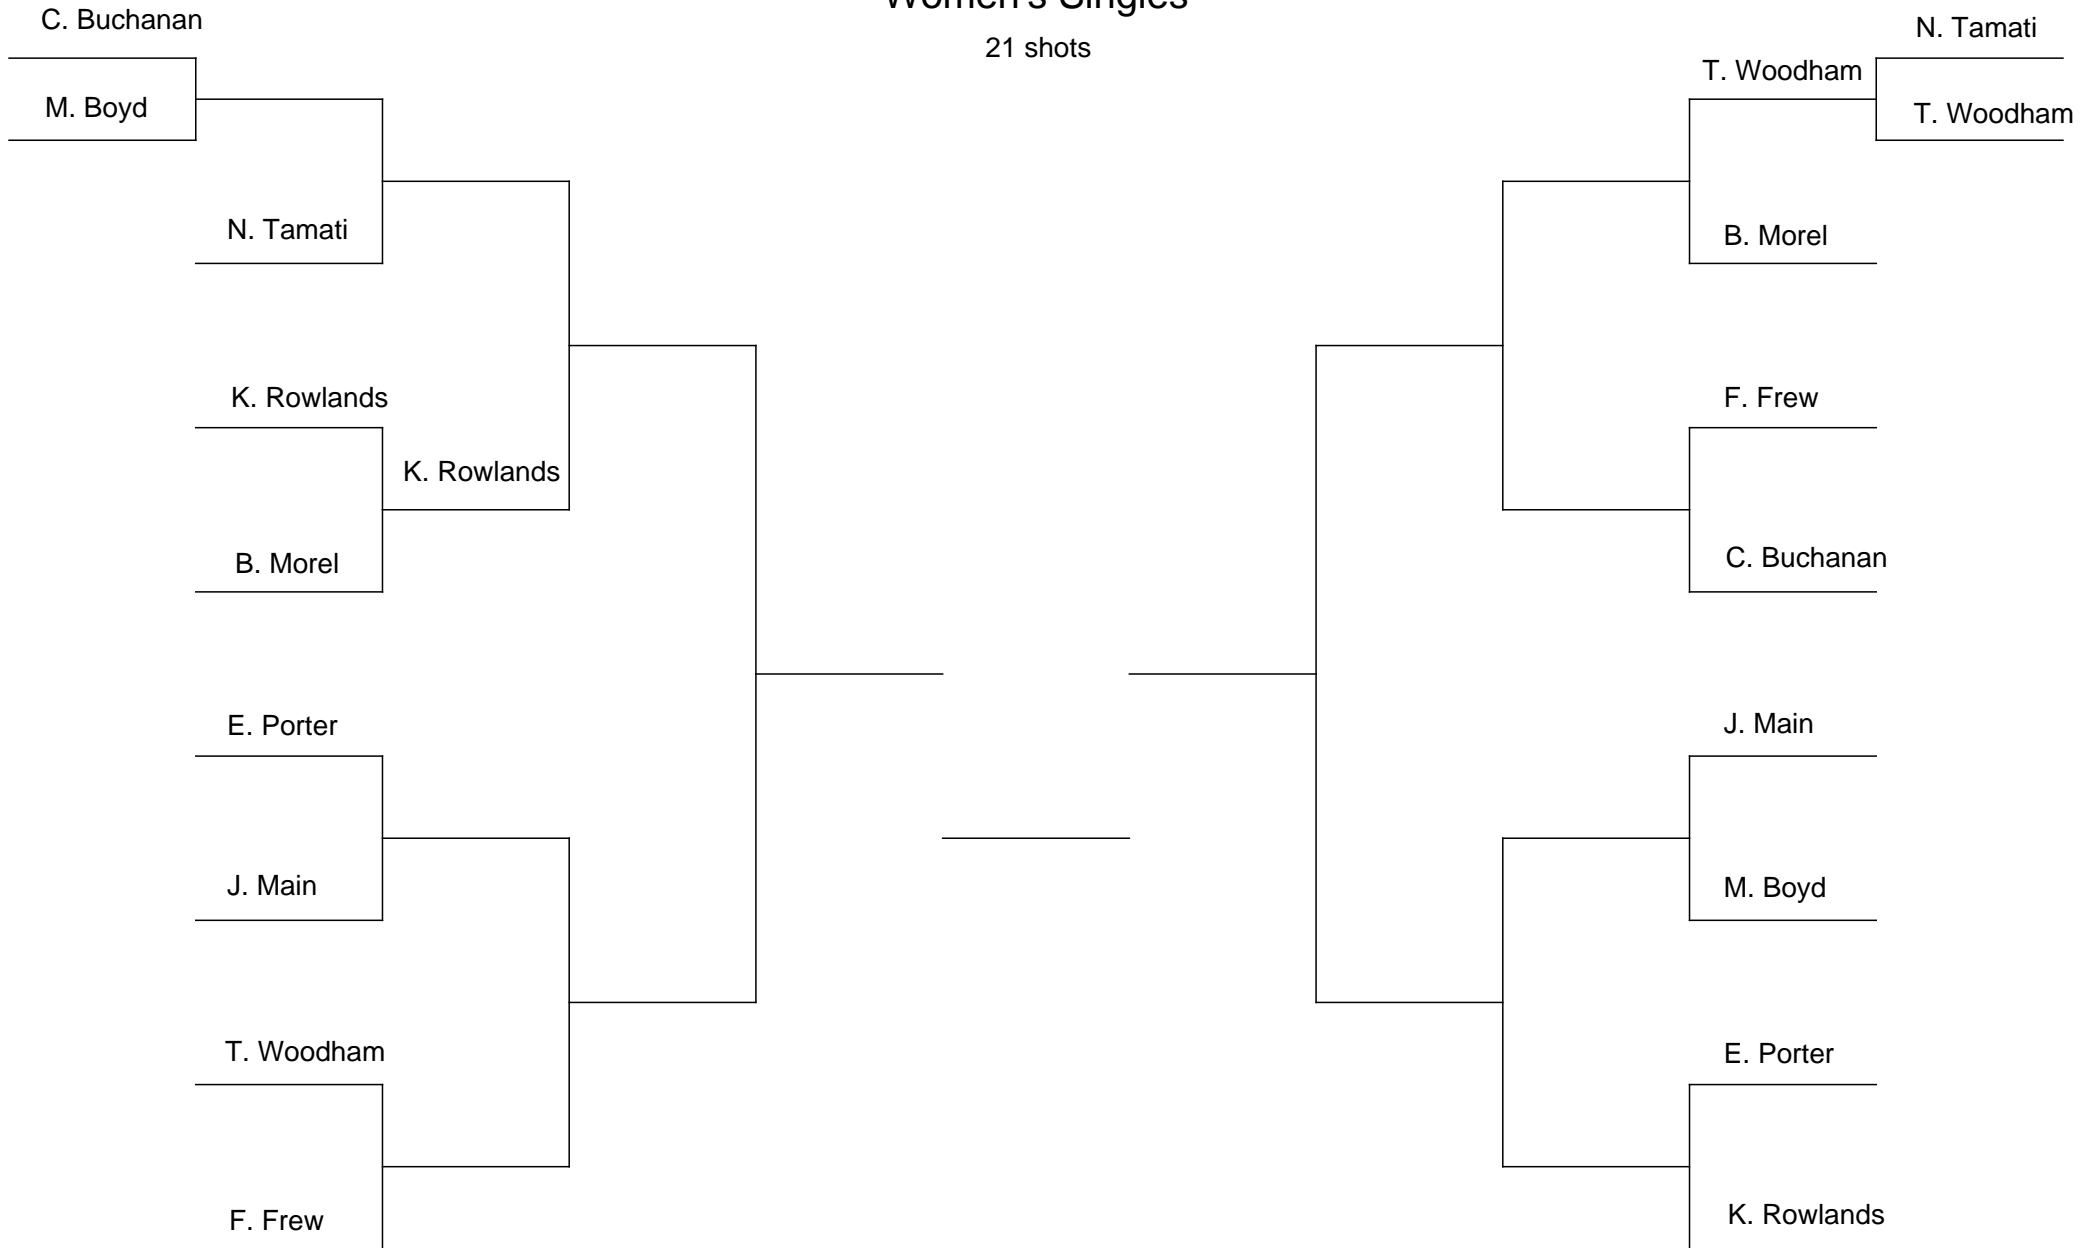 Women's Singles
21 shots
C. Buchanan
M. Boyd
N. Tamati
K. Rowlands
K. Rowlands
B. Morel
E. Porter
J. Main
T. Woodham
F. Frew
N. Tamati
T. Woodham
T. Woodham
B. Morel
F. Frew
C. Buchanan
J. Main
M. Boyd
E. Porter
K. Rowlands